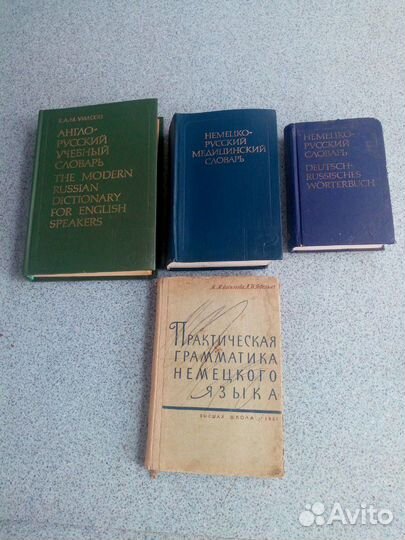 Е.А.М. УИЛСОН
АНГЛО-
РУССКИЙ
УЧЕБНЫЙ
СЛОВАРЬ
THE MODERN
RUSSIAN
DICTIONARY
FOR ENGLISH
SPEAKERS
НЕМЕЦКО-
РУССКИЙ
МЕДИЦИНСКИЙ
СЛОВАРЬ
НЕМЕЦКО-
РУССКИЙ
СЛОВАРЬ
DEUTSCH-
RUSSISCHES
WÖRTERBUCH
ПРАКТИЧЕСКАЯ
ГРАММАТИКА
НЕМЕЦКОГО
ЯЗЫКА
ВЫСШАЯ ШКОЛА
Avito